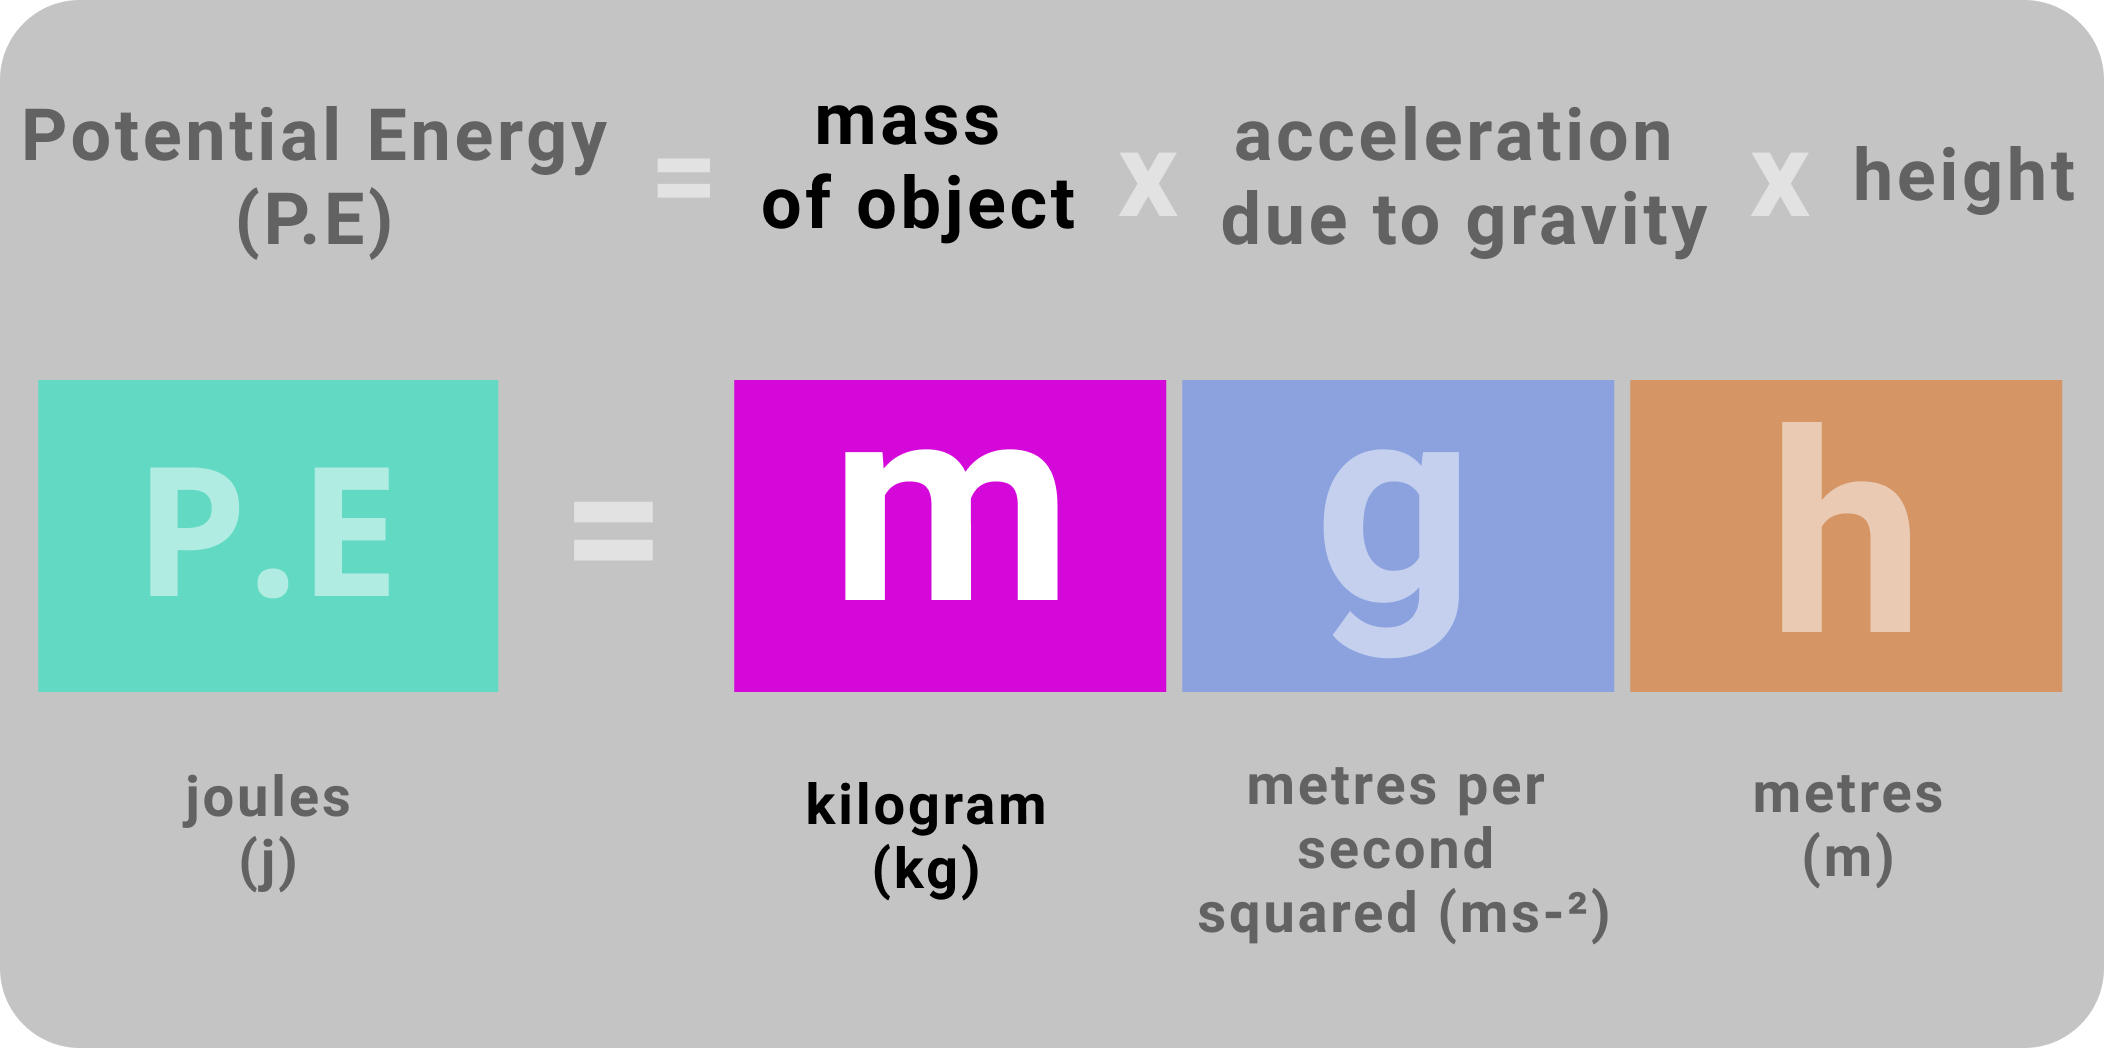 Potential Energy
(P.E)
=
mass
of object
x
acceleration
due to gravity
x
height
P.E
=
m
g
h
joules
(j)
kilogram
(kg)
metres per
second
squared (ms-²)
metres
(m)